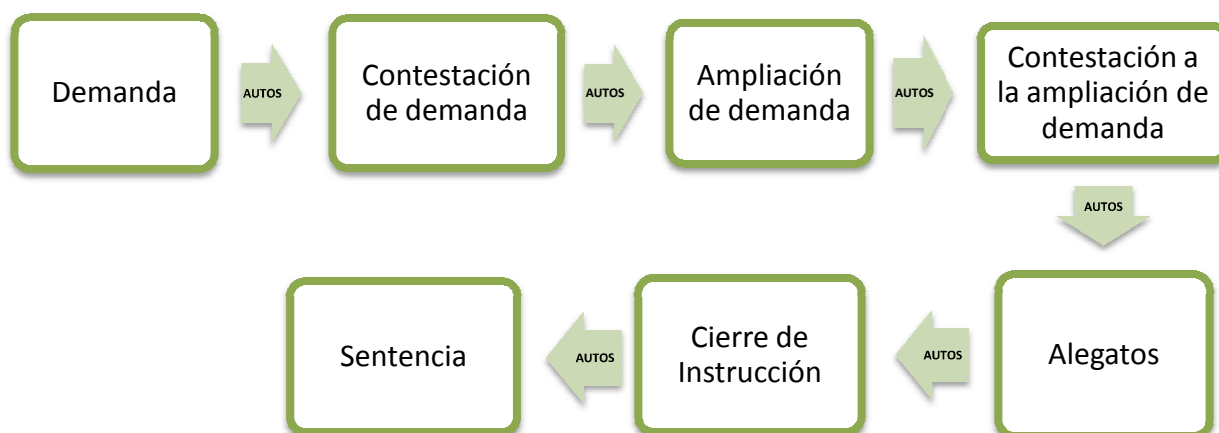 Demanda
AUTOS
Contestación
de demanda
AUTOS
Ampliación
de demanda
AUTOS
Contestación a
la ampliación de
demanda
AUTOS
Alegatos
AUTOS
Cierre de
Instrucción
AUTOS
Sentencia